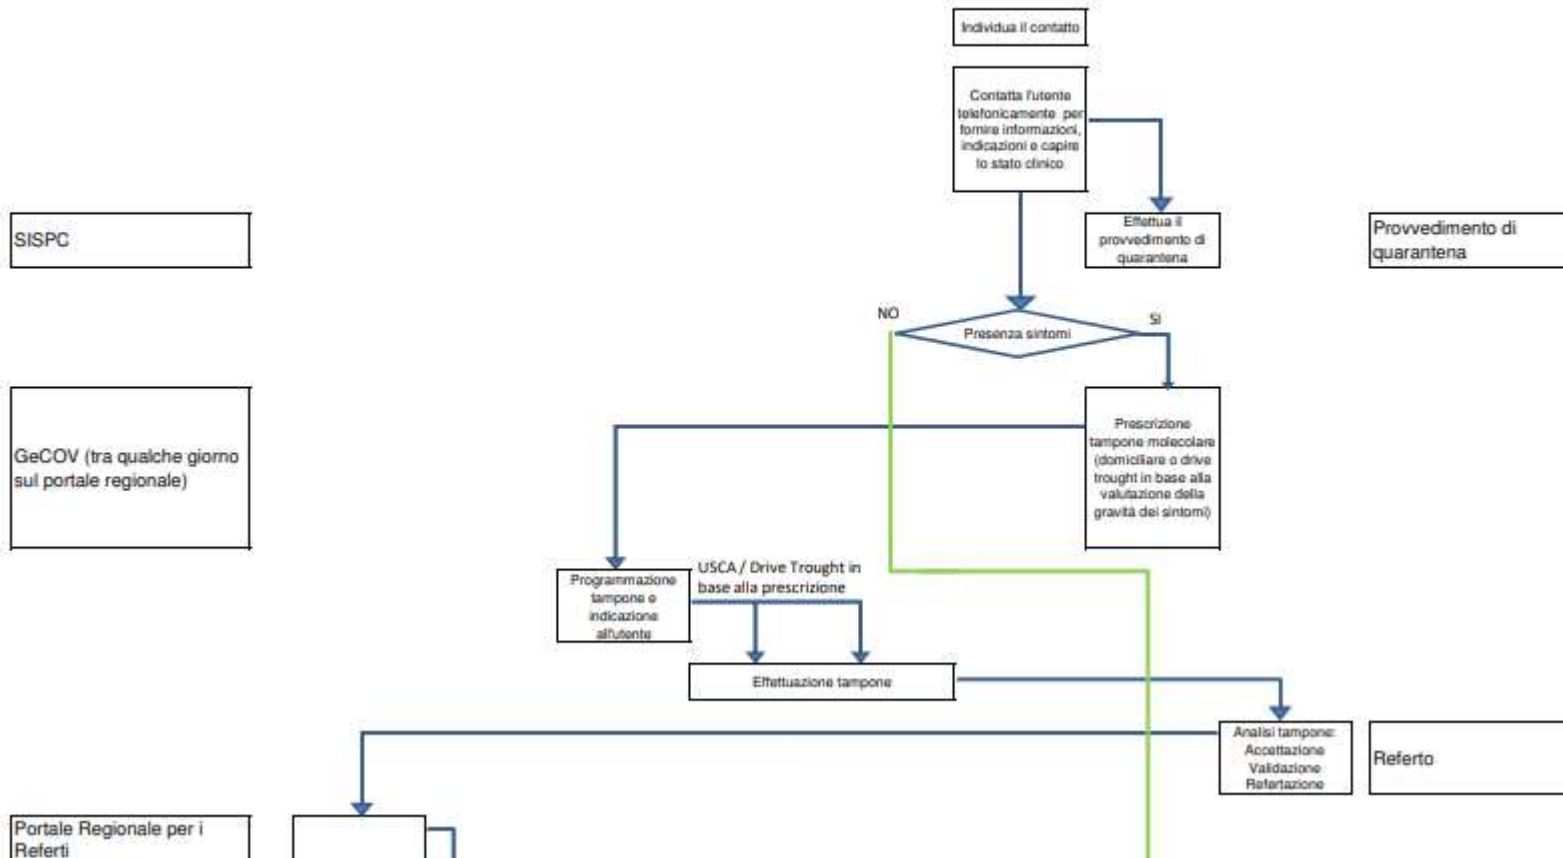 Individua il contatto
Contatta l'utente
telefonicamente per
fornire informazioni,
indicazioni e capire
lo stato clinico
SISPC
Effettua il
provvedimento di
quarantena
Provvedimento di
quarantena
NO
SI
Presenza sintomi
GeCOV (tra qualche giorno
sul portale regionale)
Prescrizione
tampone molecolare
(domiciliare o drive
trought in base alla
valutazione della
gravità dei sintomi)
USCA / Drive Trought in
base alla prescrizione
Programmazione
tampone e
indicazione
all'utente
Effettuazione tampone
Analisi tampone:
Accettazione
Validazione
Refertazione
Referto
Portale Regionale per i
Referti